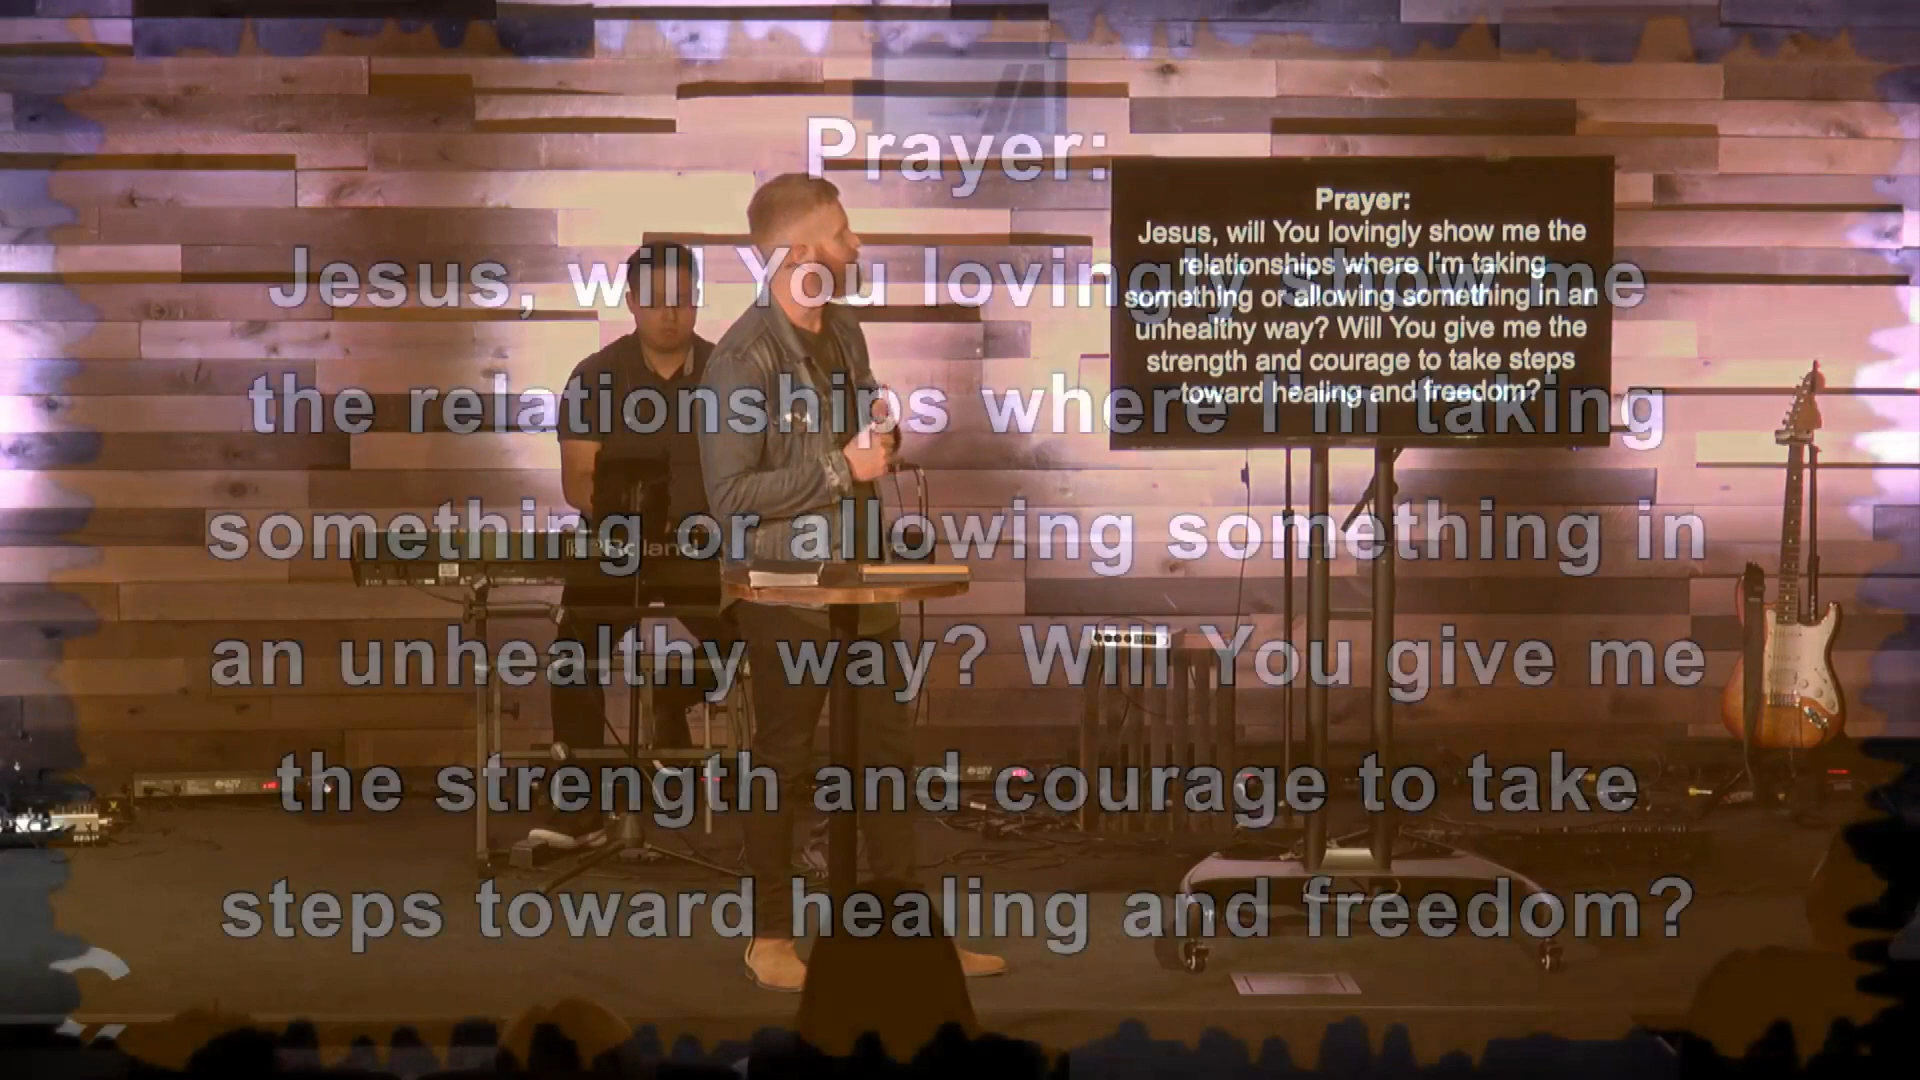 Prayer:
Jesus, will You lovingly show me
the relationships where I'm taking
something or allowing something in
an unhealthy way? Will You give me
the strength and courage to take
steps toward healing and freedom?
Prayer:
Jesus, will You lovingly show me the
relationships where I'm taking
something or allowing something in an
unhealthy way? Will You give me the
strength and courage to take steps
toward healing and freedom?
Roland